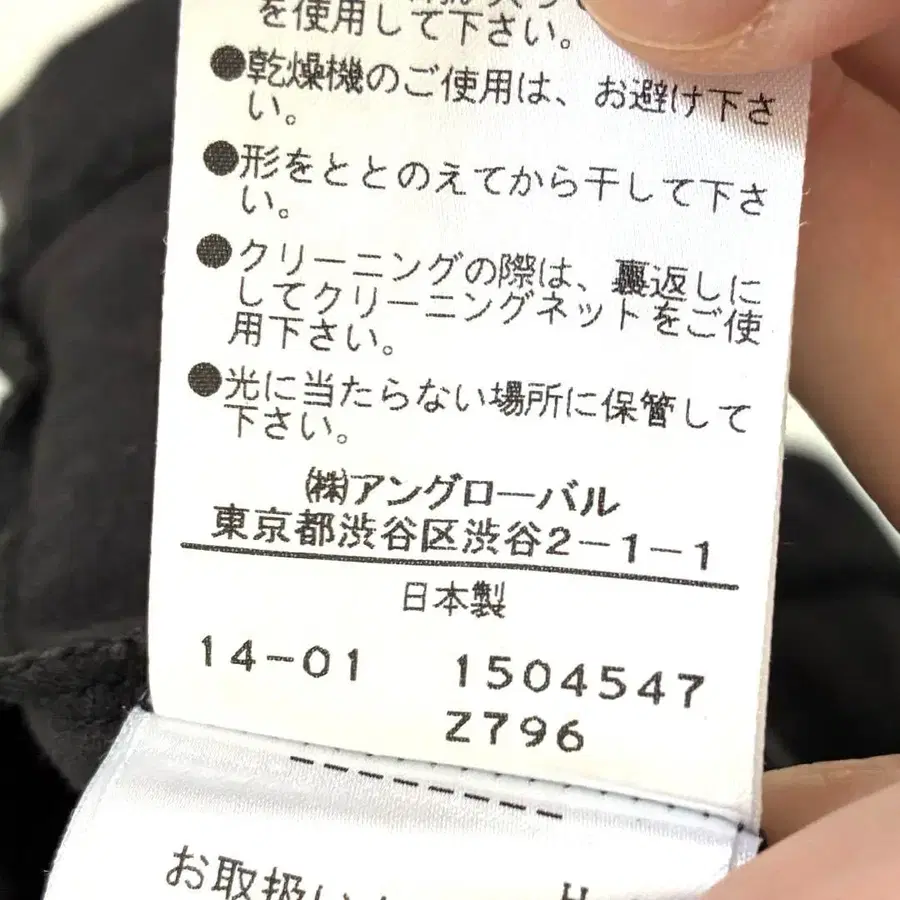 を使用して下さい。
●乾燥機のご使用は、お避け下さ
い。
●形をととのえてから干して下さ
い。
●クリーニングの際は、裏返しに
してクリーニングネットをご使
用下さい。
●光に当たらない場所に保管して
下さい。
㈱アングローバル
東京都渋谷区渋谷2-1-1
日本製
14-01 1504547
Z796
お取扱い